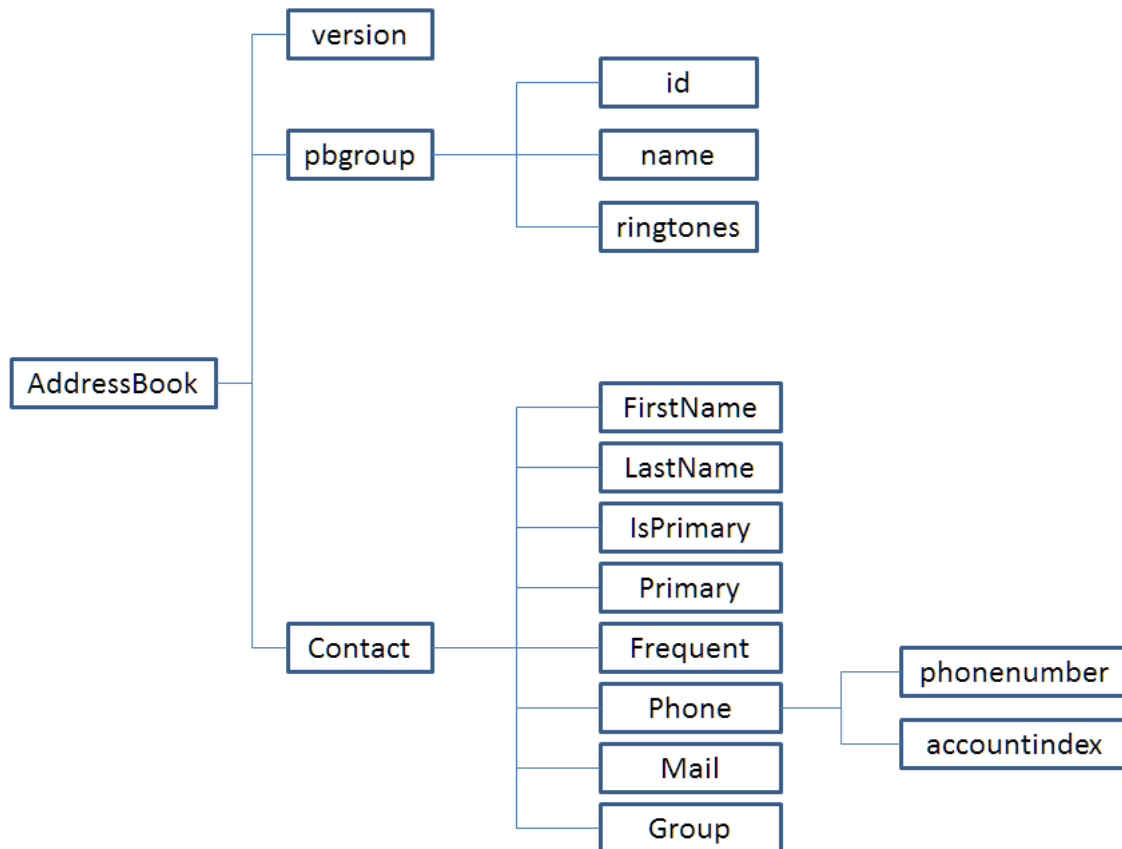 version
id
pbgroup
name
ringtones
AddressBook
FirstName
LastName
IsPrimary
Primary
Contact
Frequent
phonenumber
Phone
accountindex
Mail
Group